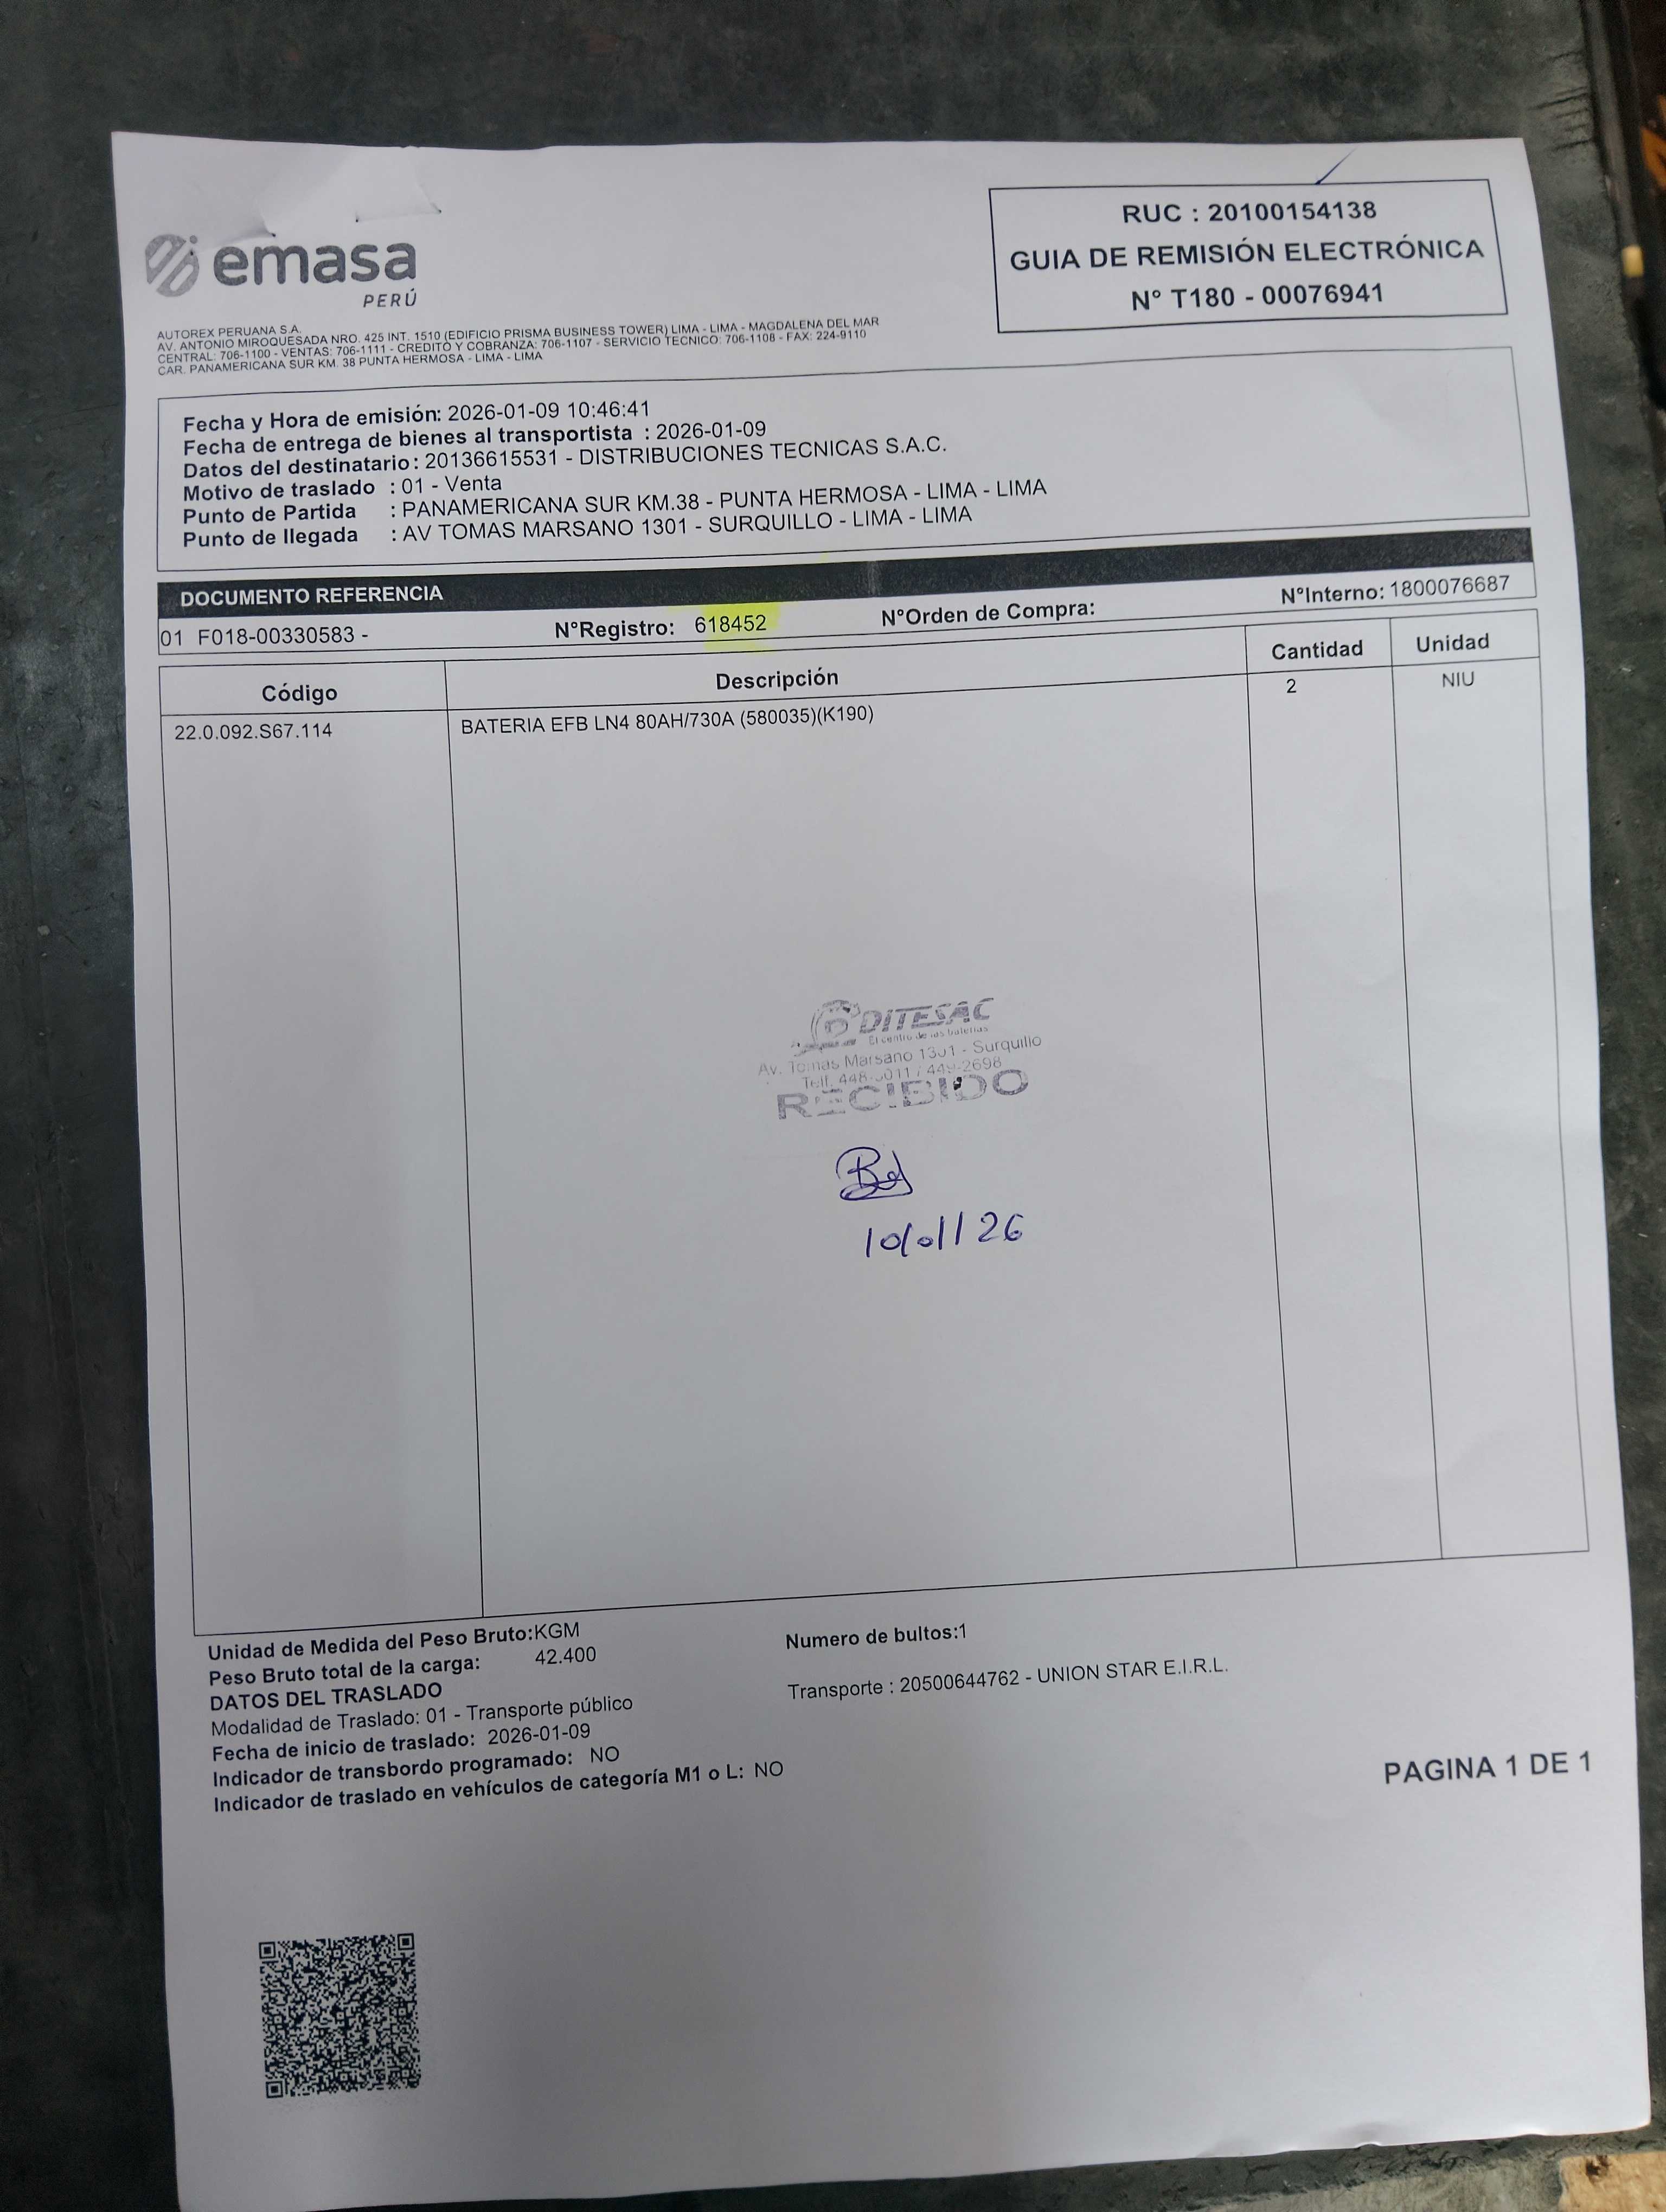 emasa
PERÚ
RUC : 20100154138
GUIA DE REMISIÓN ELECTRÓNICA
N° T180 - 00076941
AUTOREX PERUANA S.A.
AV. ANTONIO MIROQUESADA NRO. 425 INT. 1510 (EDIFICIO PRISMA BUSINESS TOWER) LIMA - LIMA - MAGDALENA DEL MAR
CENTRAL: 706-1100 - VENTAS: 706-1111 - CREDITO Y COBRANZA: 706-1107 - SERVICIO TECNICO: 706-1108 - FAX: 224-9110
CAR. PANAMERICANA SUR KM. 38 PUNTA HERMOSA - LIMA - LIMA
Fecha y Hora de emisión: 2026-01-09 10:46:41
Fecha de entrega de bienes al transportista : 2026-01-09
Datos del destinatario : 20136615531 - DISTRIBUCIONES TECNICAS S.A.C.
Motivo de traslado : 01 - Venta
Punto de Partida : PANAMERICANA SUR KM.38 - PUNTA HERMOSA - LIMA - LIMA
Punto de llegada : AV TOMAS MARSANO 1301 - SURQUILLO - LIMA - LIMA
DOCUMENTO REFERENCIA
01 F018-00330583 - N°Registro: 618452 N°Orden de Compra: N°Interno: 1800076687
Código Descripción Cantidad Unidad
22.0.092.S67.114 BATERIA EFB LN4 80AH/730A (580035)(K190) 2 NIU
DITESAC
El centro de las baterias
Av. Tomas Marsano 1301 - Surquillo
Telf. 449-2698
RECIBIDO
10/01/26
Unidad de Medida del Peso Bruto:KGM
Peso Bruto total de la carga: 42.400
Numero de bultos:1
DATOS DEL TRASLADO
Modalidad de Traslado: 01 - Transporte público
Transporte : 20500644762 - UNION STAR E.I.R.L.
Fecha de inicio de traslado: 2026-01-09
Indicador de transbordo programado: NO
Indicador de traslado en vehículos de categoría M1 o L: NO
PAGINA 1 DE 1